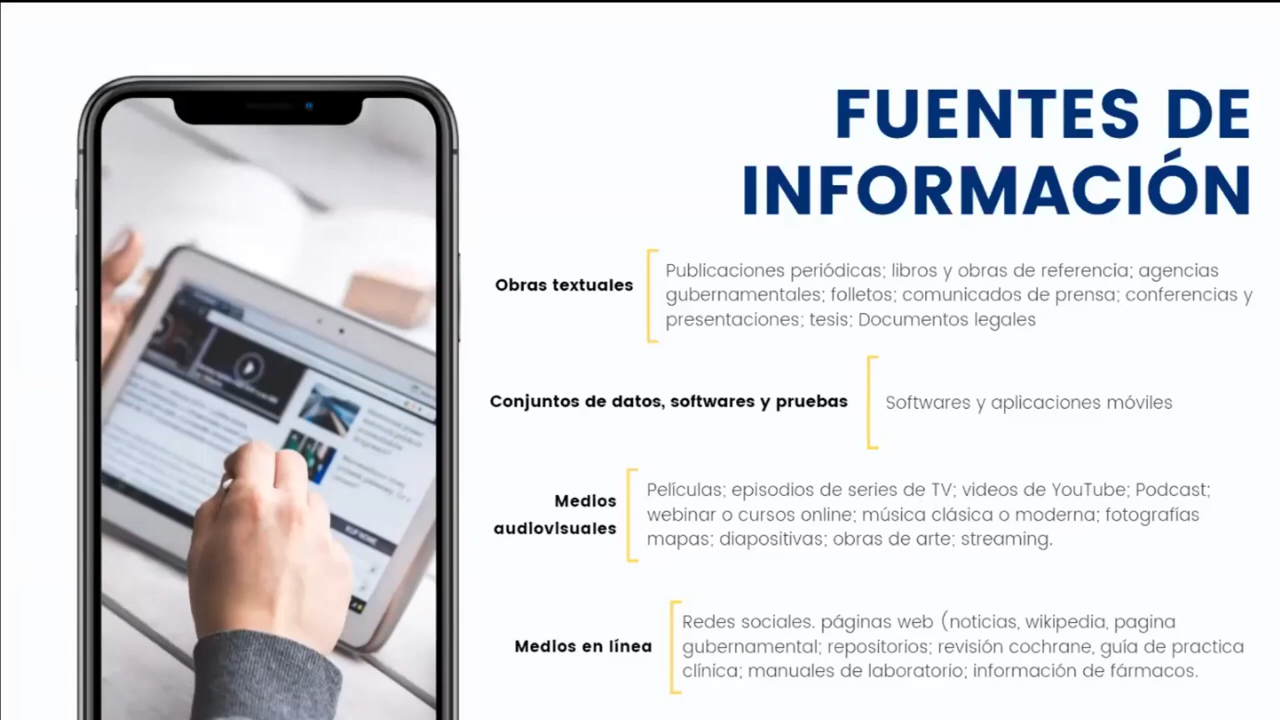 FUENTES DE
INFORMACIÓN
Obras textuales
Publicaciones periódicas; libros y obras de referencia; agencias
gubernamentales; folletos; comunicados de prensa; conferencias y
presentaciones; tesis; Documentos legales
Conjuntos de datos, softwares y pruebas
Softwares y aplicaciones móviles
Medios
audiovisuales
Películas; episodios de series de TV; videos de YouTube; Podcast;
webinar o cursos online; música clásica o moderna; fotografías
mapas; diapositivas; obras de arte; streaming.
Medios en línea
Redes sociales. páginas web (noticias, wikipedia, pagina
gubernamental; repositorios; revisión cochrane, guía de practica
clínica; manuales de laboratorio; información de fármacos.